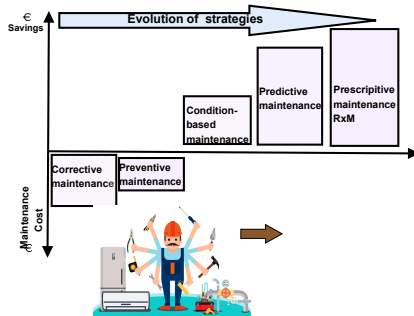 €
Savings
Evolution of strategies
Condition-
based
maintenance
Predictive
maintenance
Prescripitive
maintenance
RxM
Corrective
maintenance
Preventive
maintenance
Maintenance
Cost
€